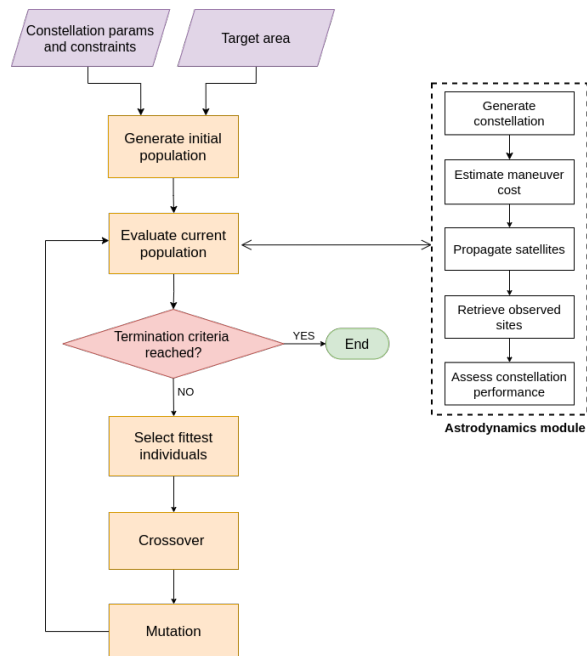 Constellation params
and constraints
Target area
Generate initial
population
Evaluate current
population
Termination criteria
reached?
YES
End
NO
Select fittest
individuals
Crossover
Mutation
Generate
constellation
Estimate maneuver
cost
Propagate satellites
Retrieve observed
sites
Assess constellation
performance
Astrodynamics module